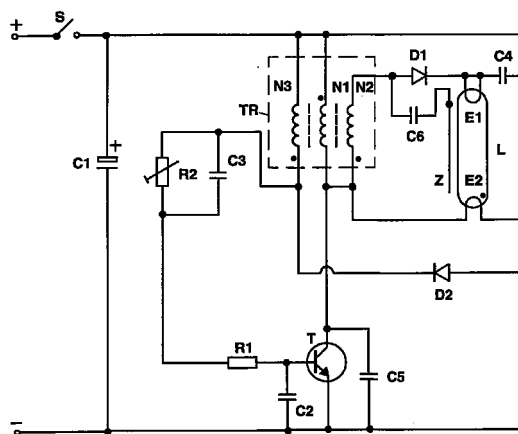 + S
D1 C4
N3 N1 N2
TR
C6 E1
+
C1 R2 C3 Z E2 L
D2
T
R1
C5
C2
−